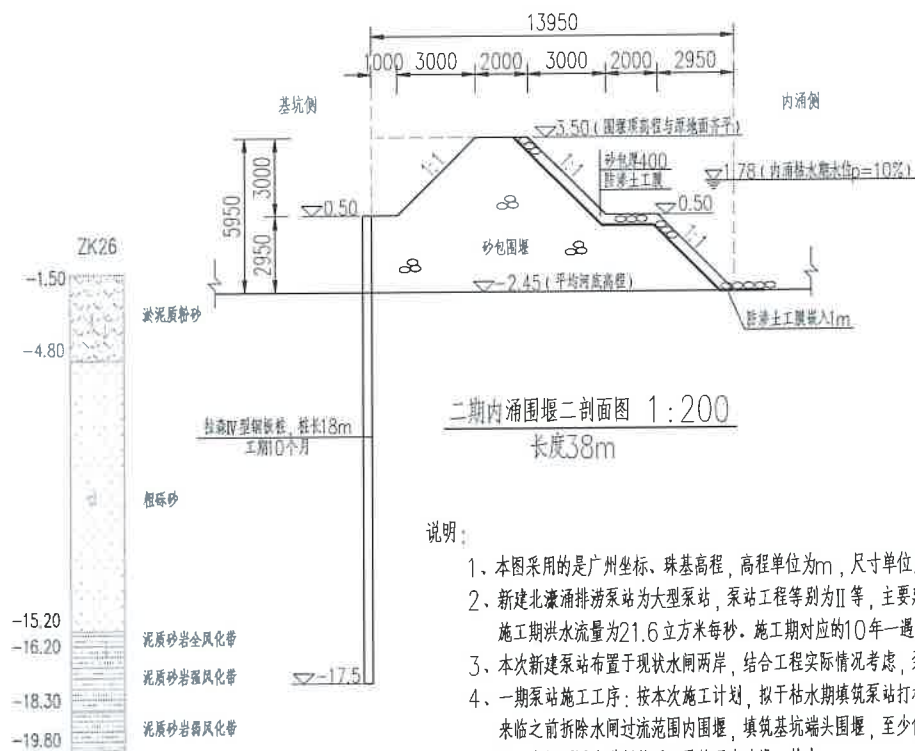 13950
1000 3000 2000 3000 2000 2950
基坑侧
内涌侧
3.50(围堰顶高程与原地面齐平)
1:1
1:1
砂包厚400
防渗土工膜
1.78(内涌枯水期水位p=10%)
5950
3000
2950
0.50
0.50
1:1
ZK26
-1.50
砂包围堰
-2.45(平均河底高程)
淤泥质粉砂
防渗土工膜嵌入1m
-4.80
二期内涌围堰二剖面图 1:200
长度38m
拉森Ⅳ型钢板桩,桩长18m
工期10个月
粗砾砂
说明:
1、本图采用的是广州坐标、珠基高程,高程单位为m,尺寸单位
2、新建北濠涌排涝泵站为大型泵站,泵站工程等别为Ⅱ等,主要
施工期洪水流量为21.6立方米每秒.施工期对应的10年一遇
3、本次新建泵站布置于现状水闸两岸,结合工程实际情况考虑,
4、一期泵站施工工序:按本次施工计划,拟于枯水期填筑泵站
来临之前拆除水闸过流范围内围堰,填筑基坑端头围堰,至少
-15.20
泥质砂岩全风化带
-16.20
泥质砂岩强风化带
-17.5
-18.30
泥质砂岩弱风化带
-19.80